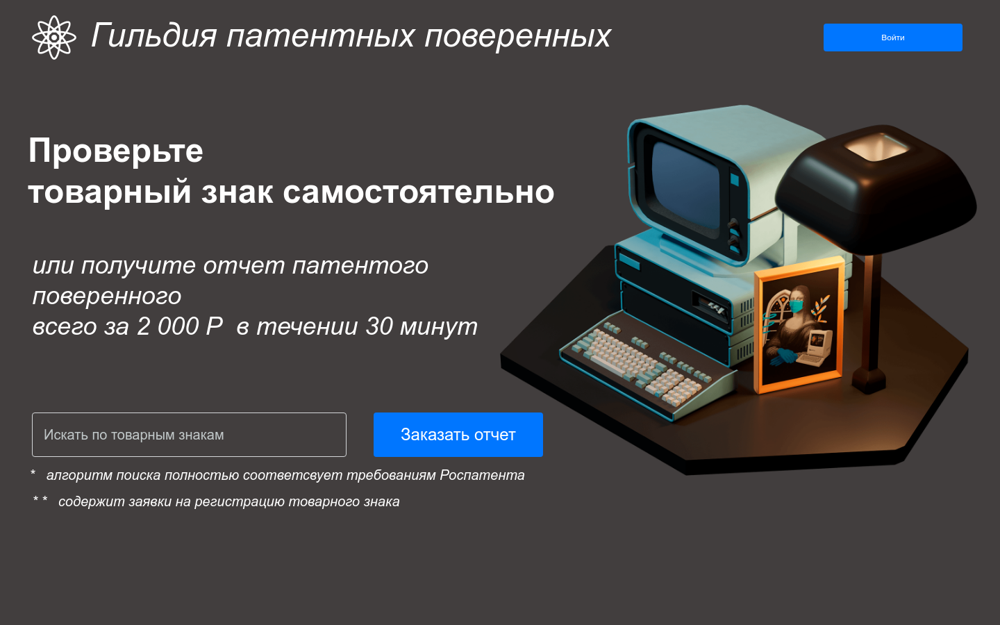 Гильдия патентных поверенных
Войти
Проверьте
товарный знак самостоятельно
или получите отчет патентого
поверенного
всего за 2 000 Р в течении 30 минут
Искать по товарным знакам
Заказать отчет
* алгоритм поиска полностью соответсвует требованиям Роспатента
* * содержит заявки на регистрацию товарного знака